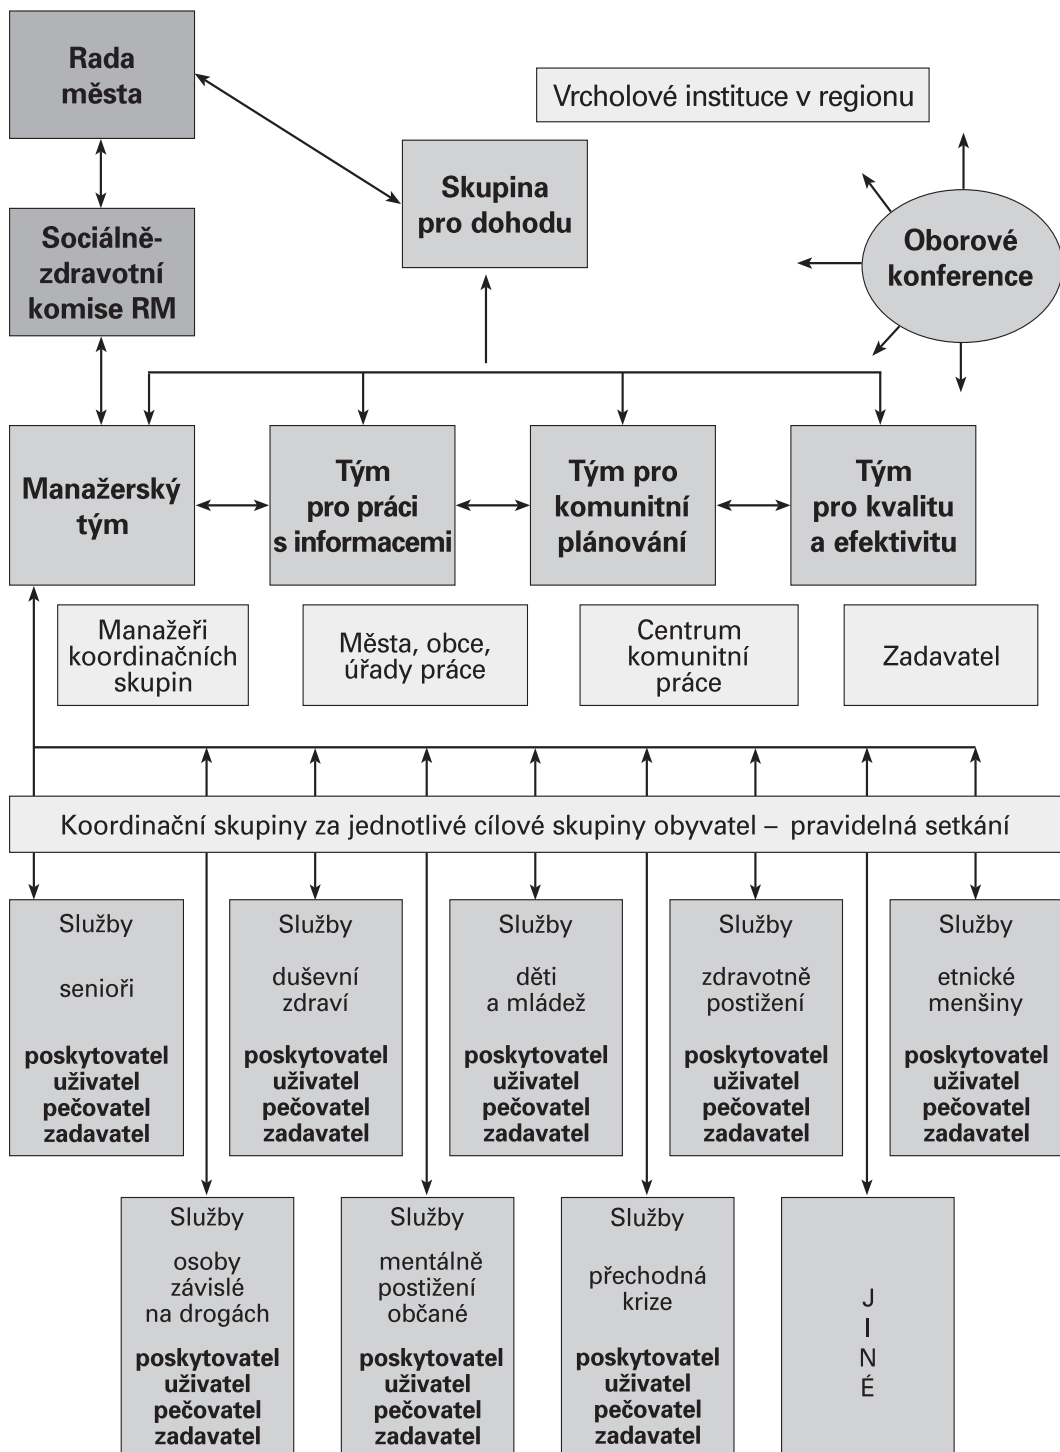 Rada
města
Vrcholové instituce v regionu
Skupina
pro dohodu
Sociálně-
zdravotní
komise RM
Oborové
konference
Manažerský
tým
Tým
pro práci
s informacemi
Tým pro
komunitní
plánování
Tým
pro kvalitu
a efektivitu
Manažeři
koordinačních
skupin
Města, obce,
úřady práce
Centrum
komunitní
práce
Zadavatel
Koordinační skupiny za jednotlivé cílové skupiny obyvatel – pravidelná setkání
Služby
senioři
poskytovatel
uživatel
pečovatel
zadavatel
Služby
duševní
zdraví
poskytovatel
uživatel
pečovatel
zadavatel
Služby
děti
a mládež
poskytovatel
uživatel
pečovatel
zadavatel
Služby
zdravotně
postižení
poskytovatel
uživatel
pečovatel
zadavatel
Služby
etnické
menšiny
poskytovatel
uživatel
pečovatel
zadavatel
Služby
osoby
závislé
na drogách
poskytovatel
uživatel
pečovatel
zadavatel
Služby
mentálně
postižení
občané
poskytovatel
uživatel
pečovatel
zadavatel
Služby
přechodná
krize
poskytovatel
uživatel
pečovatel
zadavatel
J
I
N
É